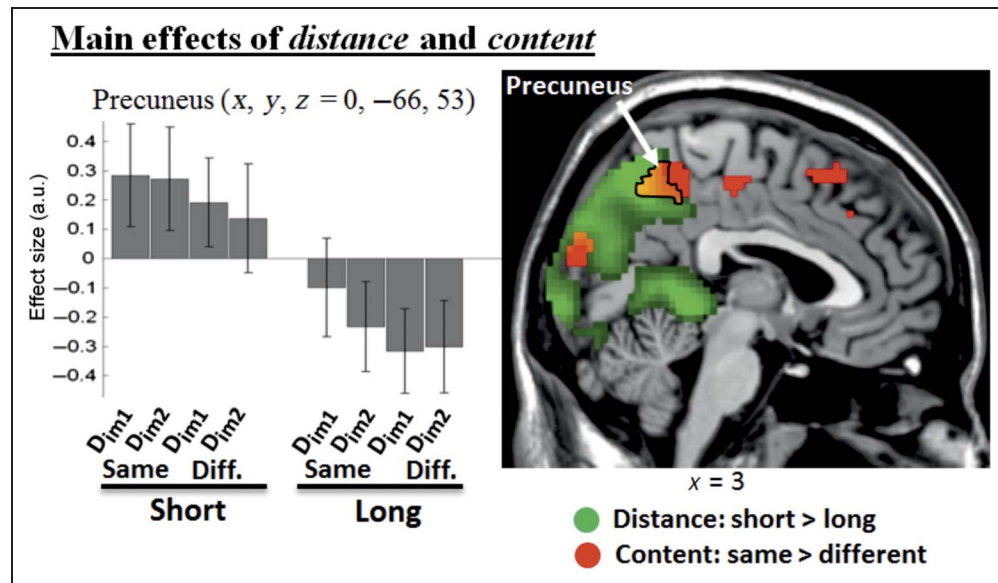 Main effects of distance and content
Precuneus (x, y, z = 0, −66, 53)
Effect size (a.u.)
0.4
0.3
0.2
0.1
0
−0.1
−0.2
−0.3
−0.4
Dim1 Dim2 Dim1 Dim2 Dim1 Dim2 Dim1 Dim2
Same Diff. Same Diff.
Short Long
Precuneus
x = 3
Distance: short > long
Content: same > different